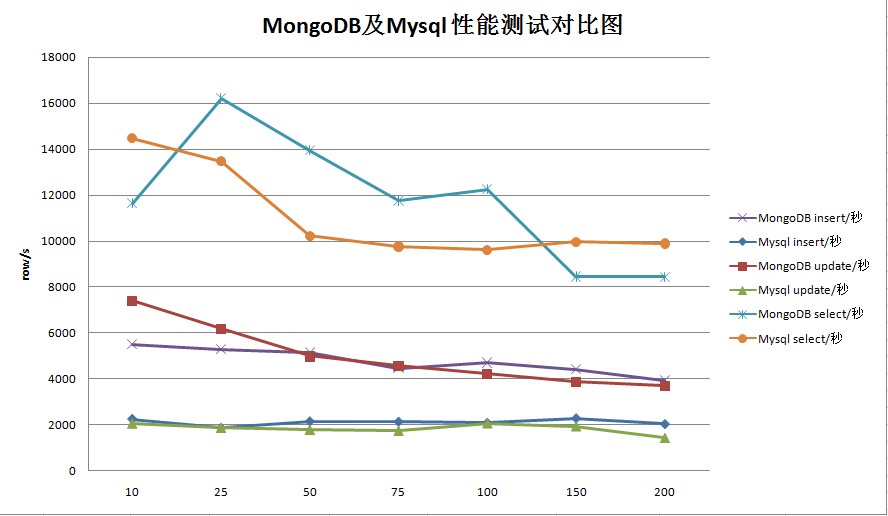 MongoDB及Mysql 性能测试对比图
18000
16000
14000
12000
10000
8000
6000
4000
2000
0
row/s
10 25 50 75 100 150 200
MongoDB insert/秒
Mysql insert/秒
MongoDB update/秒
Mysql update/秒
MongoDB select/秒
Mysql select/秒